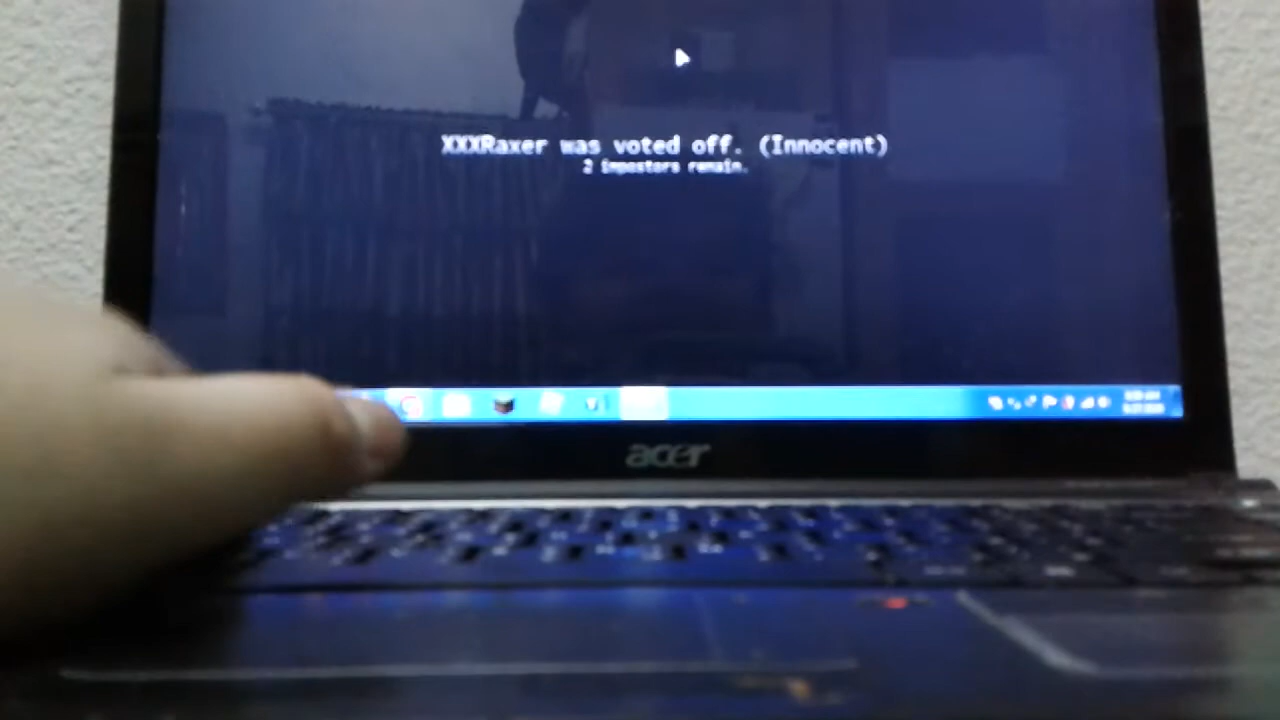 XXXRaxer was voted off. (Innocent)
2 impostors remain.
acer